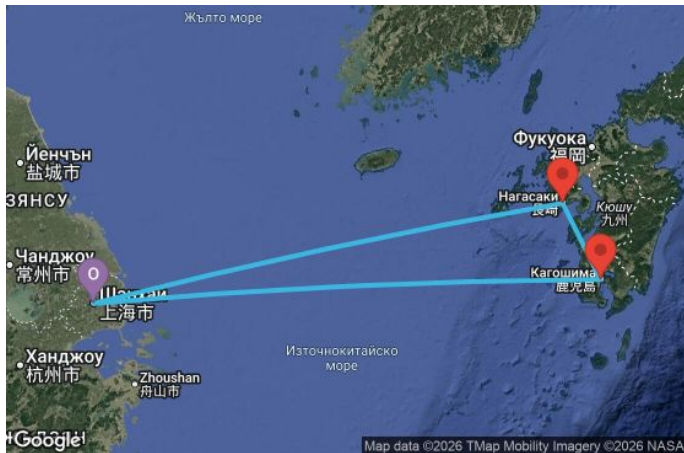 Жълто море
Фукуока
福岡
Йенчън
盐城市
ЗЯНСУ
Нагасаки
長崎
Кюшу
九州
Чанджоу
常州市
O
Шанхай
上海市
Кагошима
鹿児島
Източнокитайско
море
Ханджоу
杭州市
Zhoushan
舟山市
Google
Map data ©2026 TMap Mobility Imagery ©2026 NASA